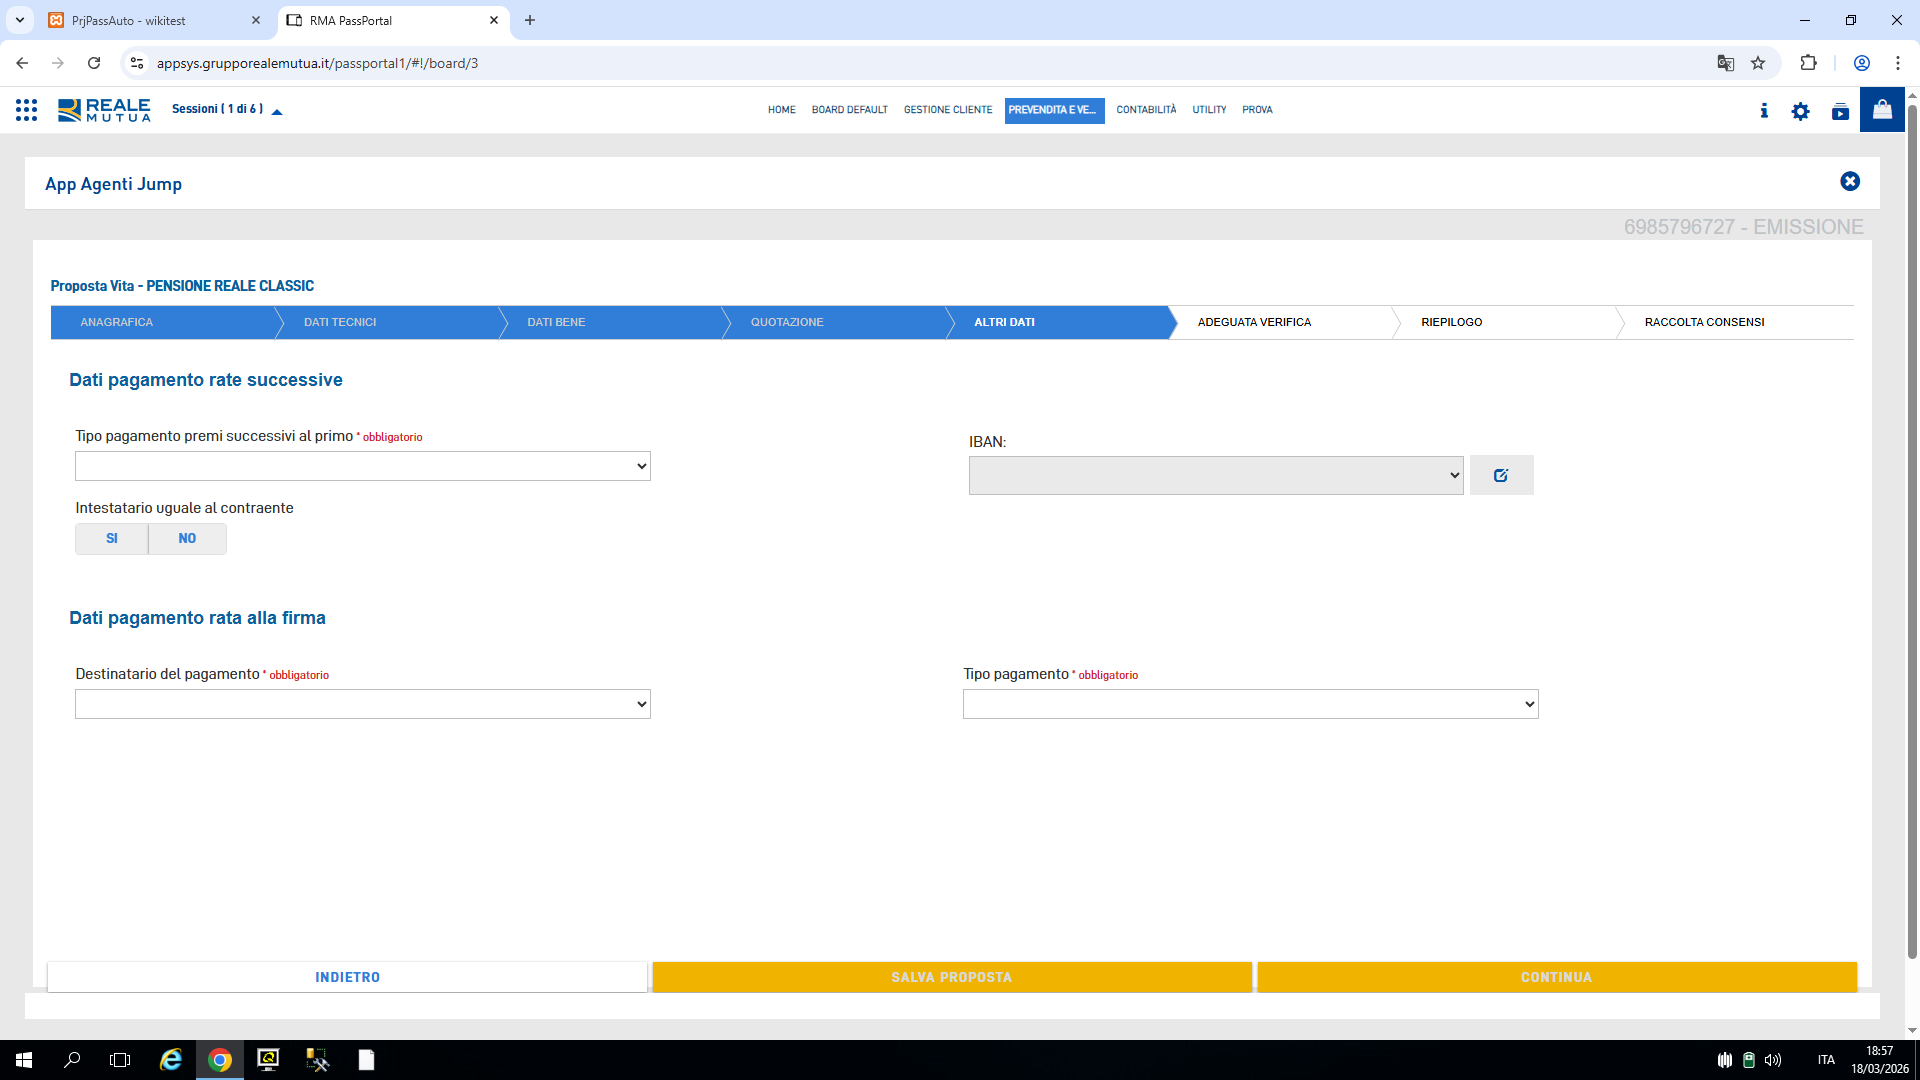 PrjPassAuto - wikitest
RMA PassPortal
appsys.grupporealemutua.it/passportal1/#!/board/3
REALE
MUTUA
Sessioni ( 1 di 6 )
HOME
BOARD DEFAULT
GESTIONE CLIENTE
PREVENDITA E VE...
CONTABILITÀ
UTILITY
PROVA
App Agenti Jump
6985796727 - EMISSIONE
Proposta Vita - PENSIONE REALE CLASSIC
ANAGRAFICA
DATI TECNICI
DATI BENE
QUOTAZIONE
ALTRI DATI
ADEGUATA VERIFICA
RIEPILOGO
RACCOLTA CONSENSI
Dati pagamento rate successive
Tipo pagamento premi successivi al primo * obbligatorio
IBAN:
Intestatario uguale al contraente
SI
NO
Dati pagamento rata alla firma
Destinatario del pagamento * obbligatorio
Tipo pagamento * obbligatorio
INDIETRO
SALVA PROPOSTA
CONTINUA
ITA
18:57
18/03/2026